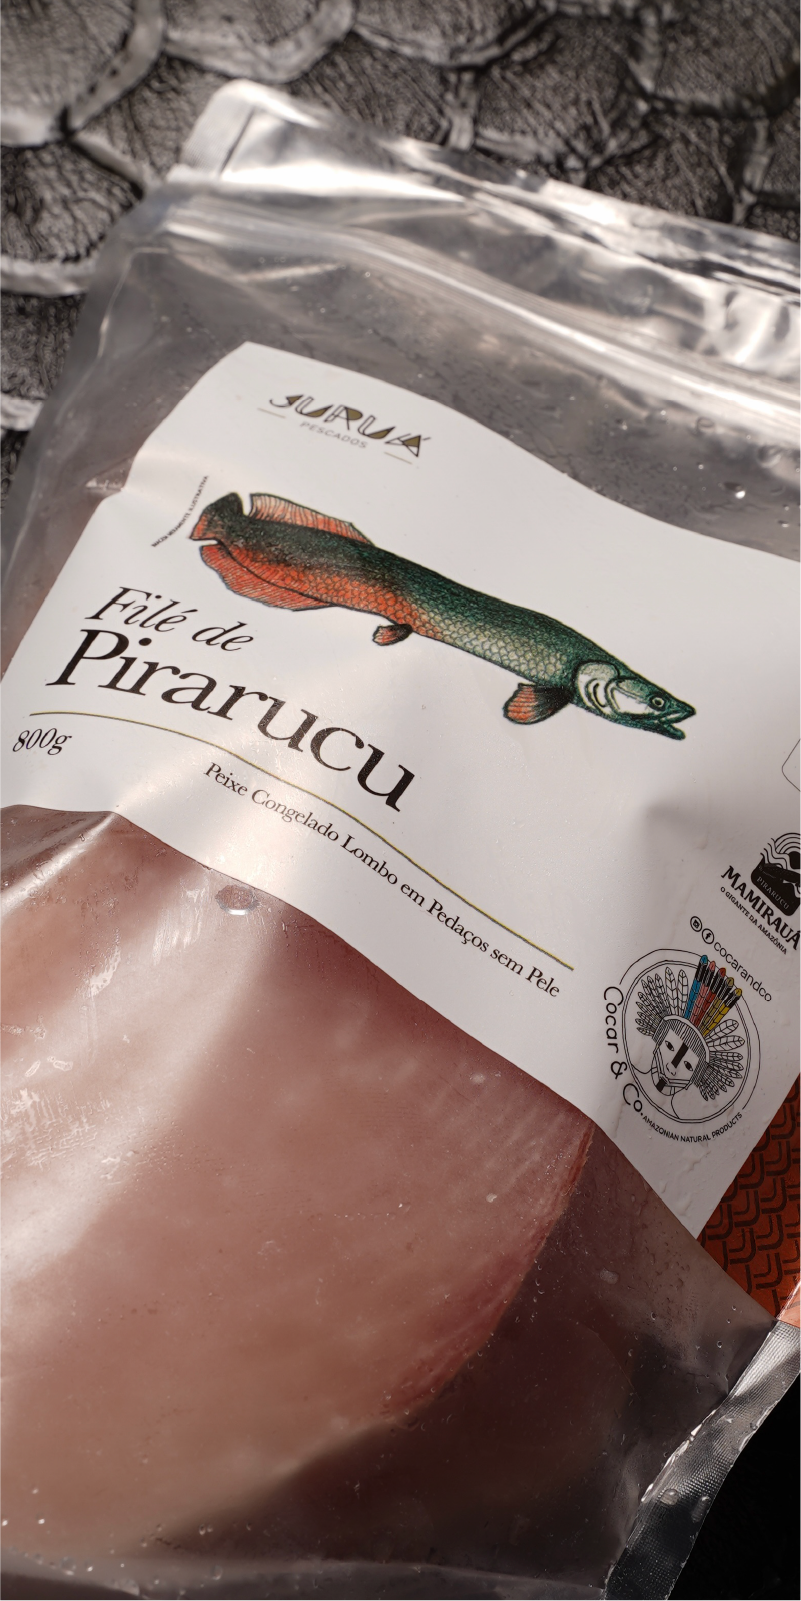 JURUÁ
PESCADOS
Filé de
Pirarucu
800g
Peixe Congelado Lombo em Pedaços sem Pele
PIRARUCU
MAMIRAUÁ
O GIGANTE DA AMAZÔNIA
cocarandco
Cocar & Co.
AMAZONIAN NATURAL PRODUCTS